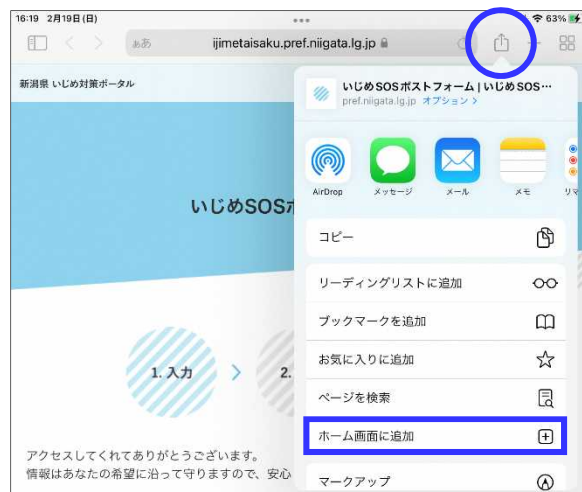 16:19 2月19日(日)
63%
ぁあ
ijimetaisaku.pref.niigata.lg.jp
新潟県 いじめ対策ポータル
いじめSOSポストフォーム | いじめSOS…
pref.niigata.lg.jp オプション >
AirDrop
メッセージ
メール
メモ
リマ
いじめSOS
コピー
リーディングリストに追加
ブックマークを追加
お気に入りに追加
ページを検索
ホーム画面に追加
マークアップ
1. 入力
2.
アクセスしてくれてありがとうございます。
情報はあなたの希望に沿って守りますので、安心